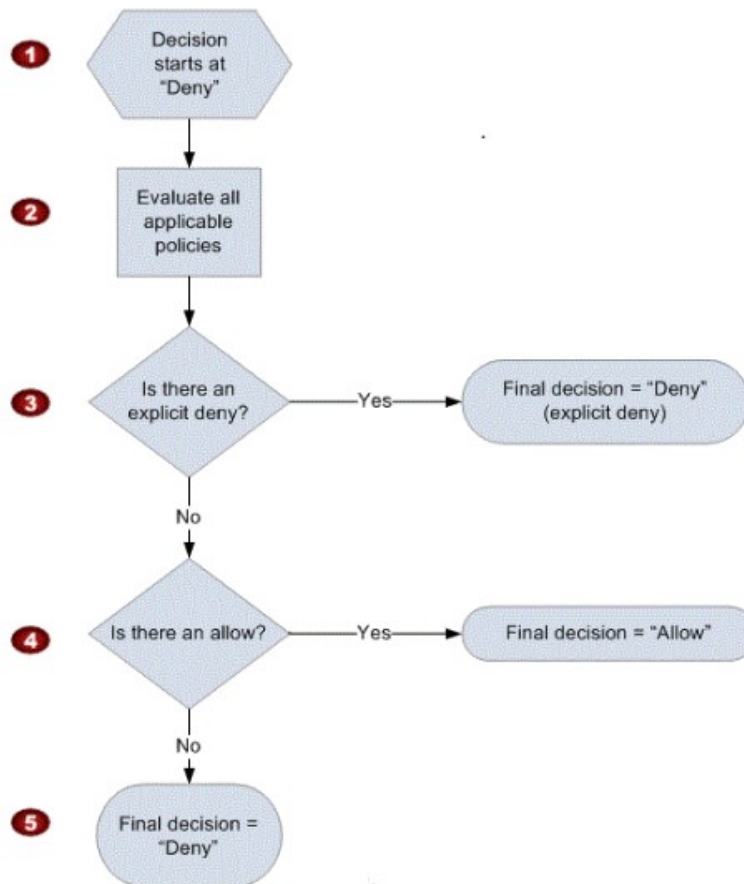 1
Decision
starts at
“Deny”
2
Evaluate all
applicable
policies
3
Is there an
explicit deny?
Yes
Final decision = “Deny”
(explicit deny)
No
4
Is there an allow?
Yes
Final decision = “Allow”
No
5
Final decision =
“Deny”